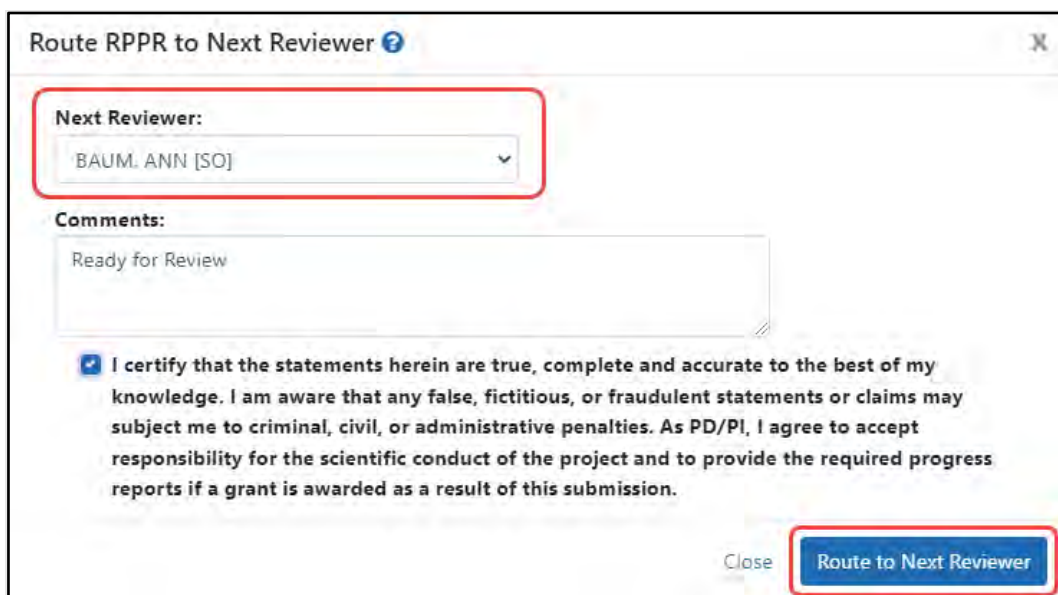 Route RPPR to Next Reviewer ?
X
Next Reviewer:
BAUM, ANN [SO]
Comments:
Ready for Review
I certify that the statements herein are true, complete and accurate to the best of my
knowledge. I am aware that any false, fictitious, or fraudulent statements or claims may
subject me to criminal, civil, or administrative penalties. As PD/PI, I agree to accept
responsibility for the scientific conduct of the project and to provide the required progress
reports if a grant is awarded as a result of this submission.
Close
Route to Next Reviewer